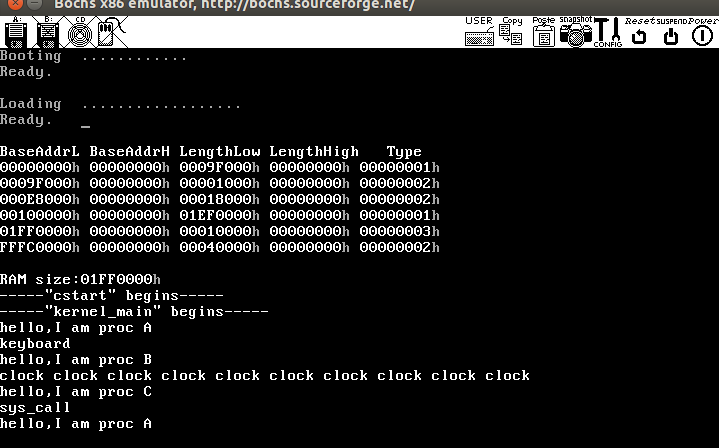 Bochs x86 emulator, http://bochs.sourceforge.net/
A: B: CD USER Copy Paste snapshot CONFIG Reset SUSPEND Power
Booting ............
Ready.
Loading ..................
Ready. _
BaseAddrL BaseAddrH LengthLow LengthHigh Type
00000000h 00000000h 0009F000h 00000000h 00000001h
0009F000h 00000000h 00001000h 00000000h 00000002h
000E8000h 00000000h 00018000h 00000000h 00000002h
00100000h 00000000h 01EF0000h 00000000h 00000001h
01FF0000h 00000000h 00010000h 00000000h 00000003h
FFFC0000h 00000000h 00040000h 00000000h 00000002h
RAM size:01FF0000h
-----"cstart" begins-----
-----"kernel_main" begins-----
hello,I am proc A
keyboard
hello,I am proc B
clock clock clock clock clock clock clock clock clock clock
hello,I am proc C
sys_call
hello,I am proc A